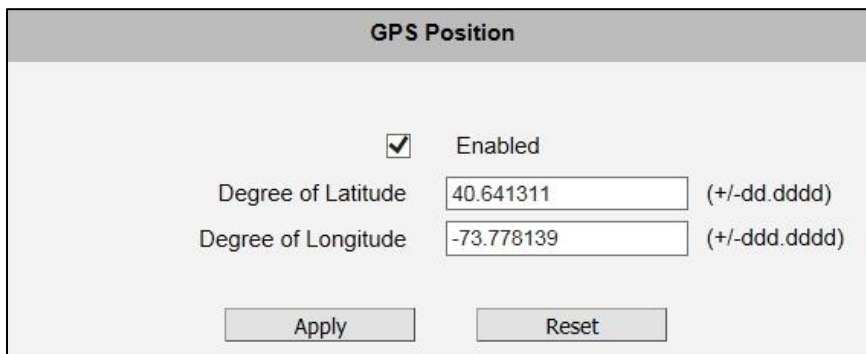 GPS Position
Enabled
Degree of Latitude 40.641311 (+/-dd.dddd)
Degree of Longitude -73.778139 (+/-ddd.dddd)
Apply Reset